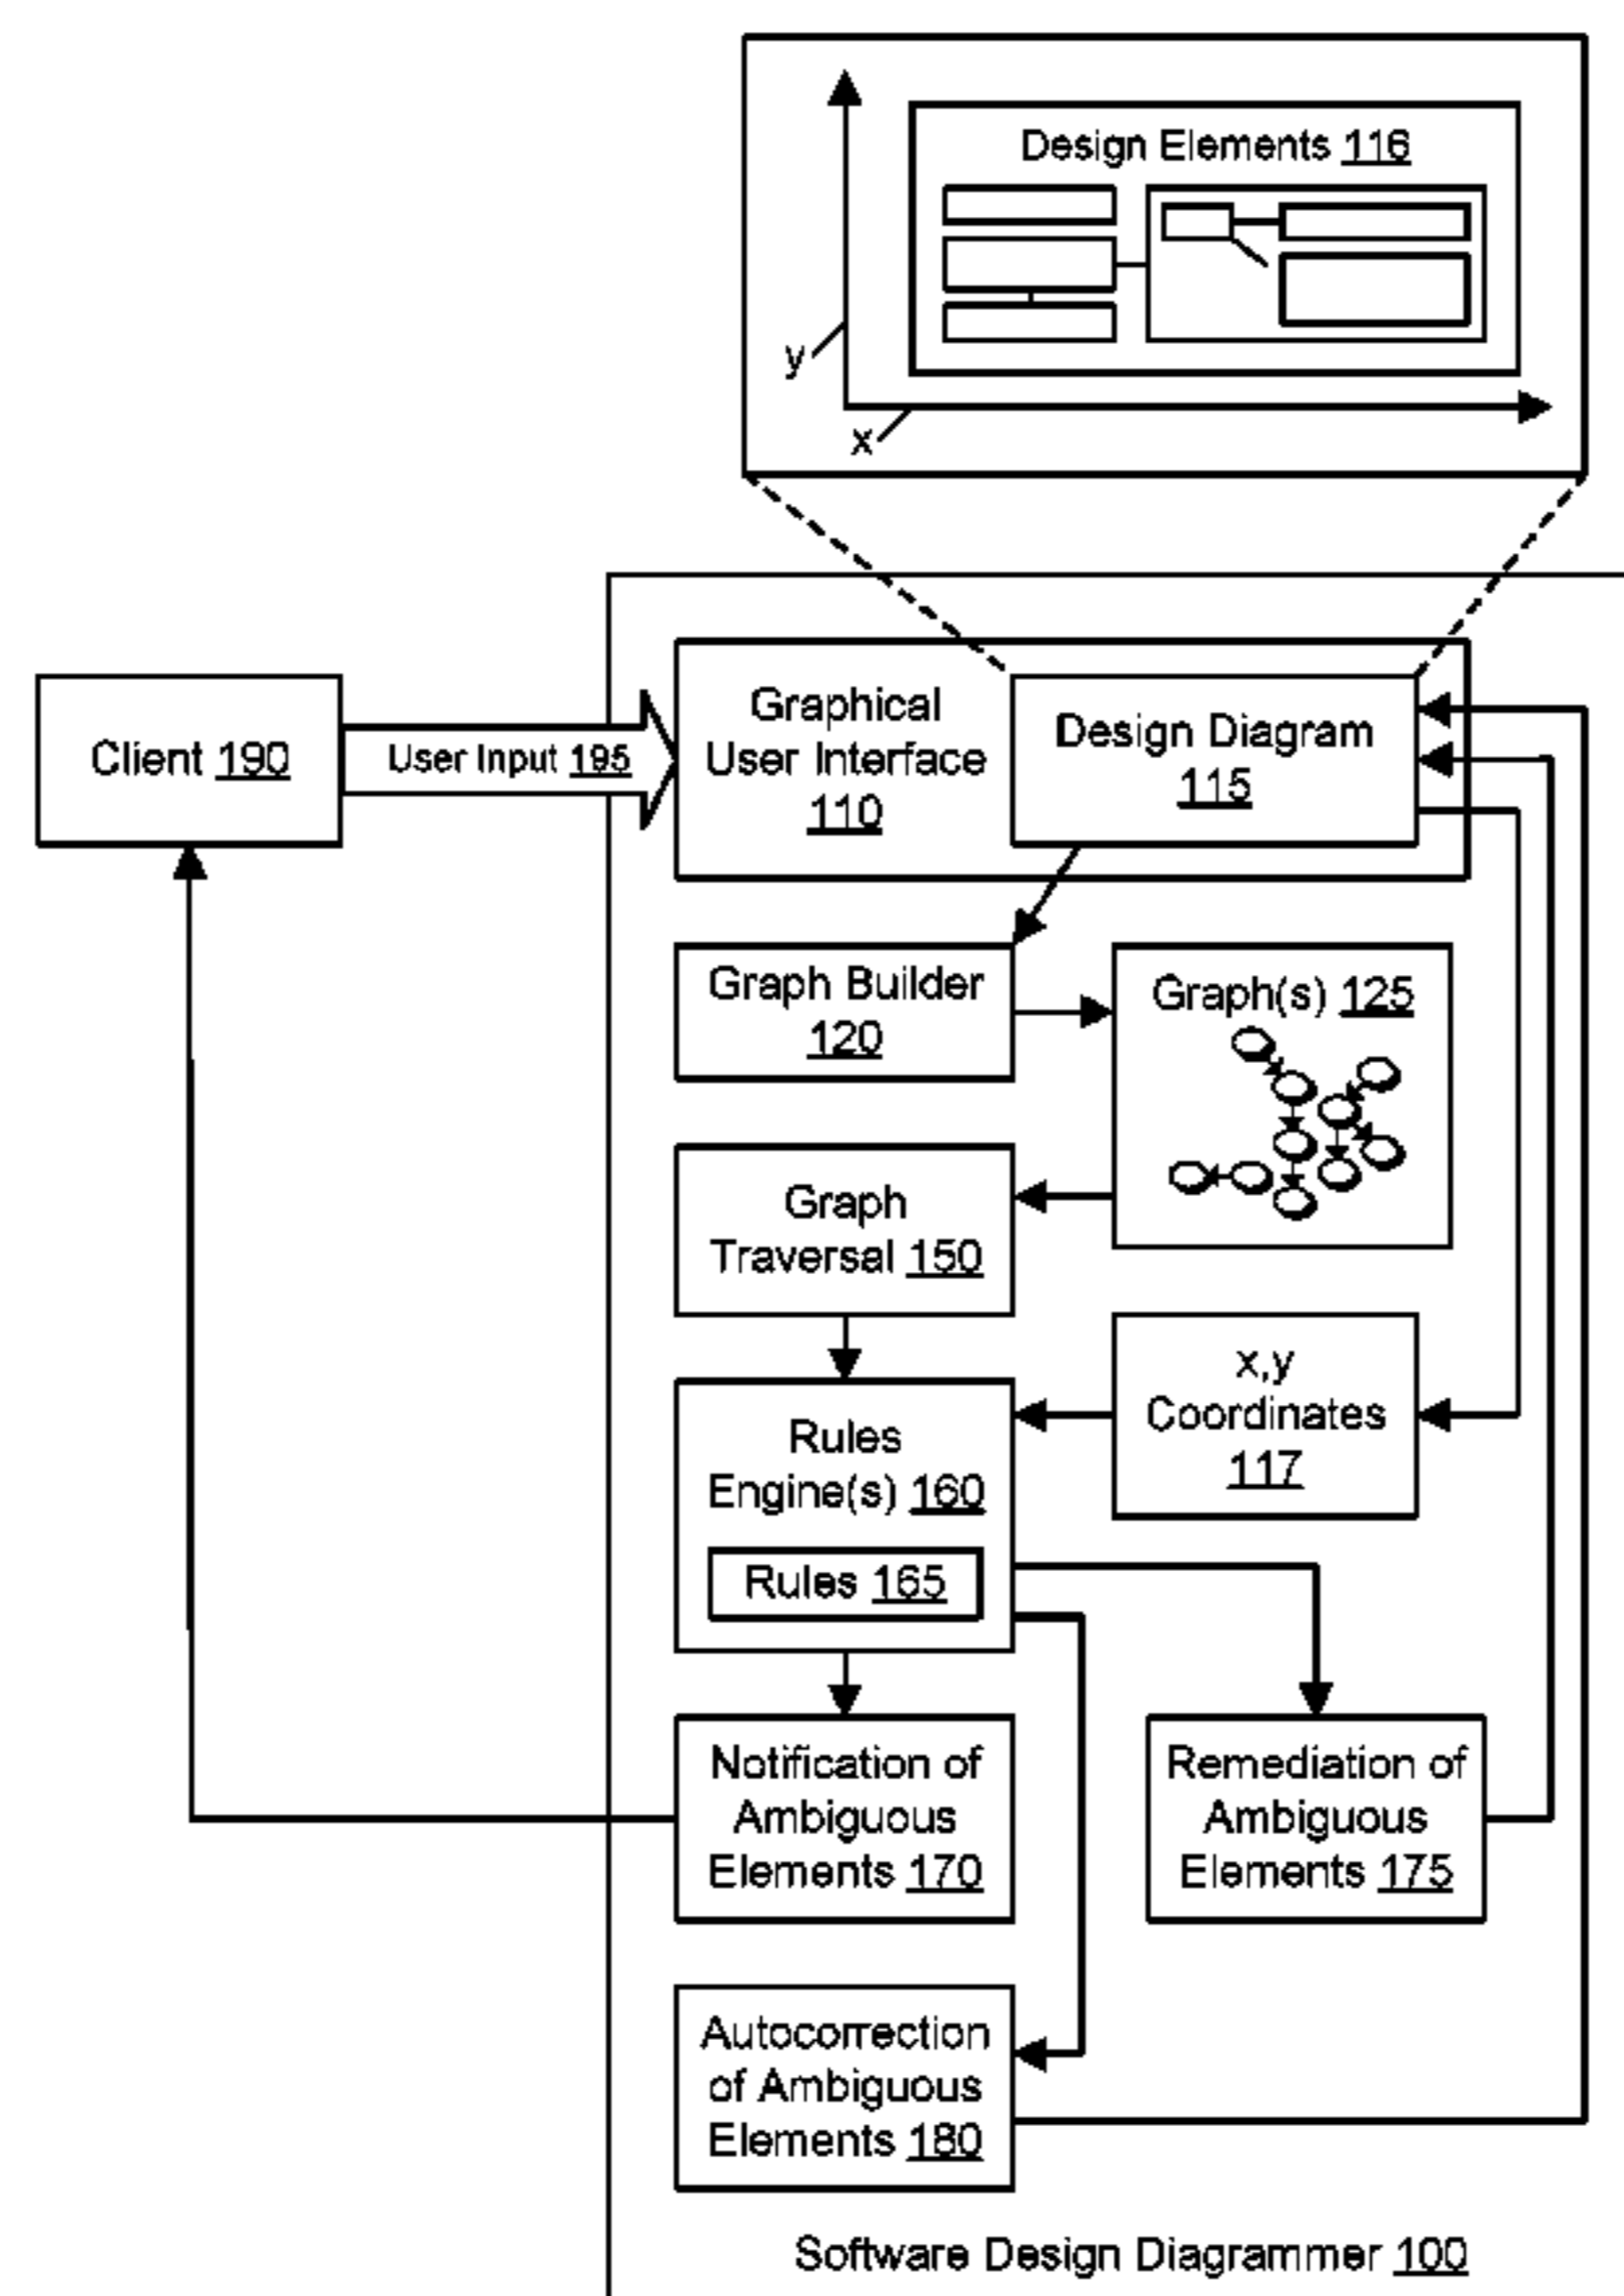 Design Elements 116
y
x
Client 190
User Input 195
Graphical
User Interface
110
Design Diagram
115
Graph Builder
120
Graph(s) 125
Graph
Traversal 150
x,y
Coordinates
117
Rules
Engine(s) 160
Rules 165
Notification of
Ambiguous
Elements 170
Remediation of
Ambiguous
Elements 175
Autocorrection
of Ambiguous
Elements 180
Software Design Diagrammer 100